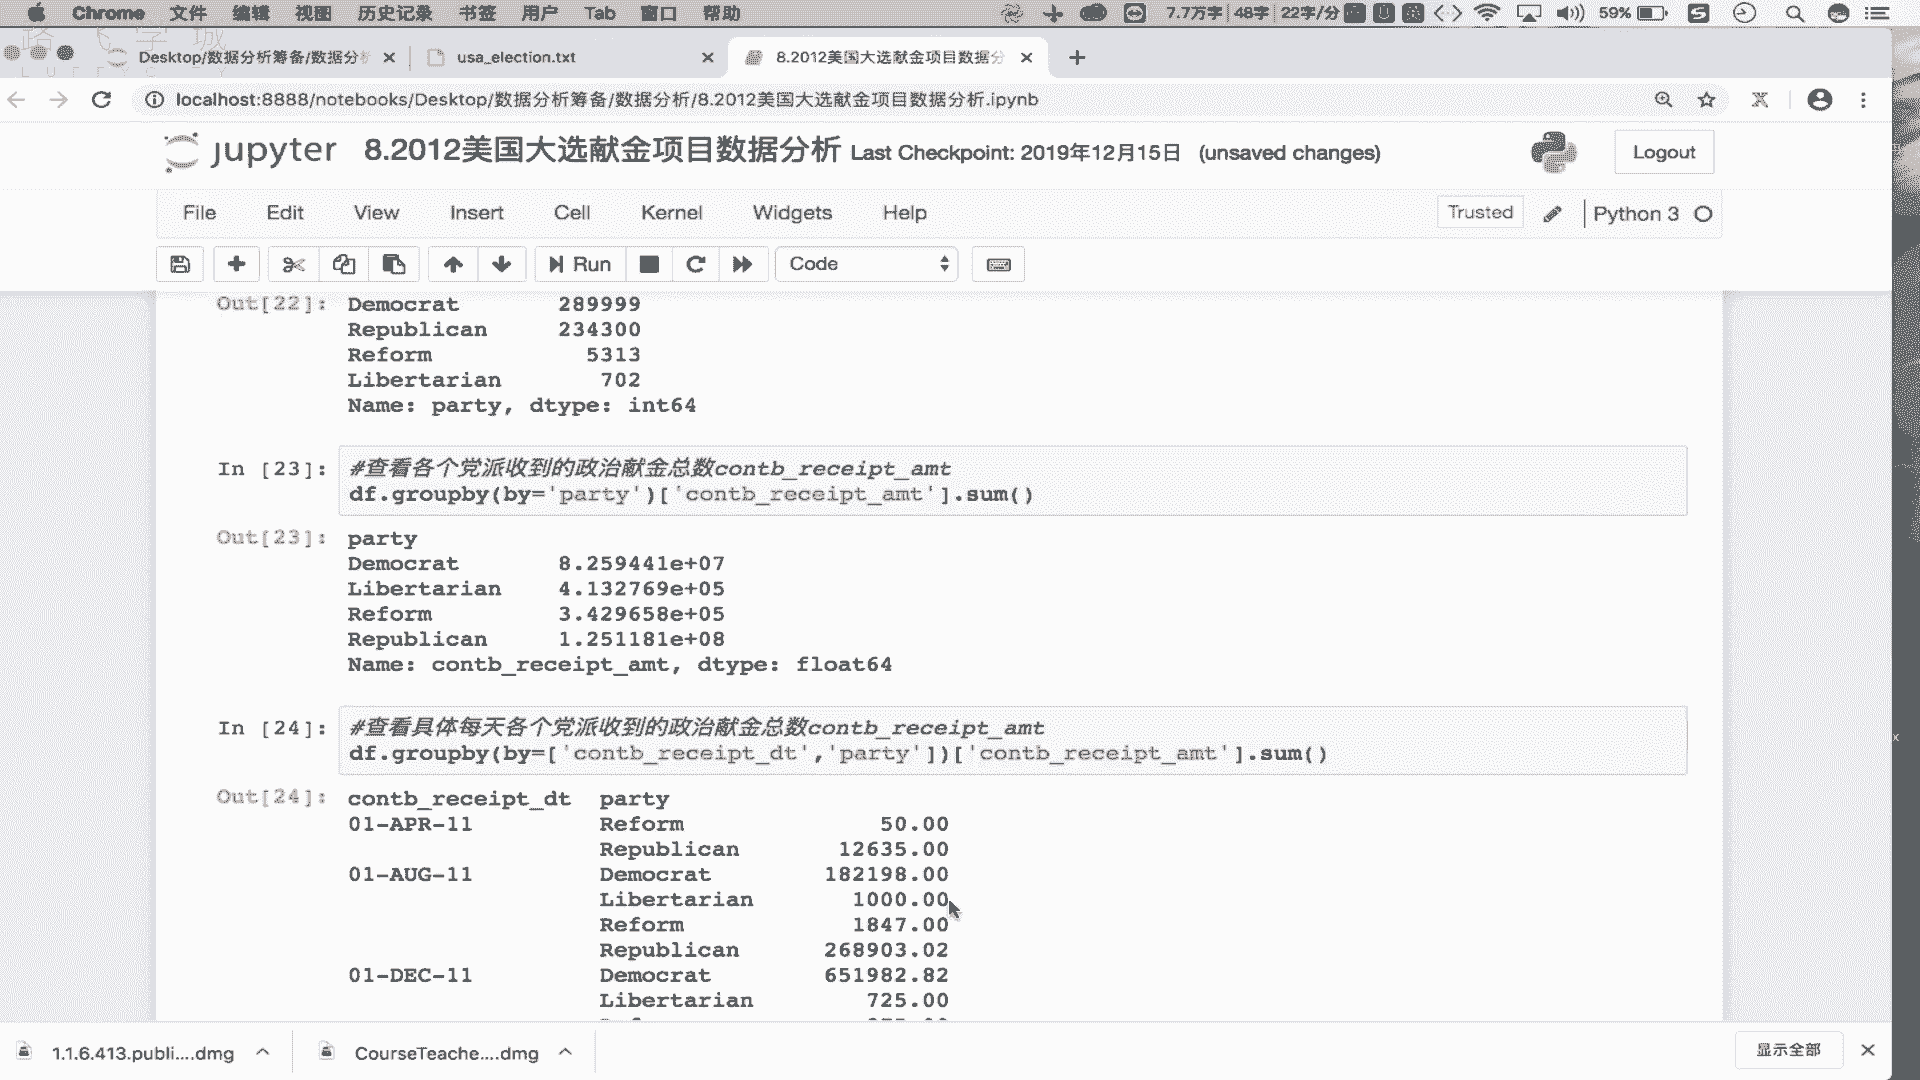 Chrome 文件 编辑 视图 历史记录 书签 用户 Tab 窗口 帮助 7.7万字 48字 22字/分 59%
Desktop/数据分析筹备/数据分析 usa_election.txt 8.2012美国大选献金项目数据分
localhost:8888/notebooks/Desktop/数据分析筹备/数据分析/8.2012美国大选献金项目数据分析.ipynb
jupyter 8.2012美国大选献金项目数据分析 Last Checkpoint: 2019年12月15日 (unsaved changes) Logout
File Edit View Insert Cell Kernel Widgets Help Trusted Python 3
Run Code
Out[22]: Democrat 289999
Republican 234300
Reform 5313
Libertarian 702
Name: party, dtype: int64
In [23]: #查看各个党派收到的政治献金总数contb_receipt_amt
df.groupby(by='party')['contb_receipt_amt'].sum()
Out[23]: party
Democrat 8.259441e+07
Libertarian 4.132769e+05
Reform 3.429658e+05
Republican 1.251181e+08
Name: contb_receipt_amt, dtype: float64
In [24]: #查看具体每天各个党派收到的政治献金总数contb_receipt_amt
df.groupby(by=['contb_receipt_dt','party'])['contb_receipt_amt'].sum()
Out[24]: contb_receipt_dt party
01-APR-11 Reform 50.00
Republican 12635.00
01-AUG-11 Democrat 182198.00
Libertarian 1000.00
Reform 1847.00
Republican 268903.02
01-DEC-11 Democrat 651982.82
Libertarian 725.00
1.1.6.413.publi....dmg CourseTeache....dmg 显示全部